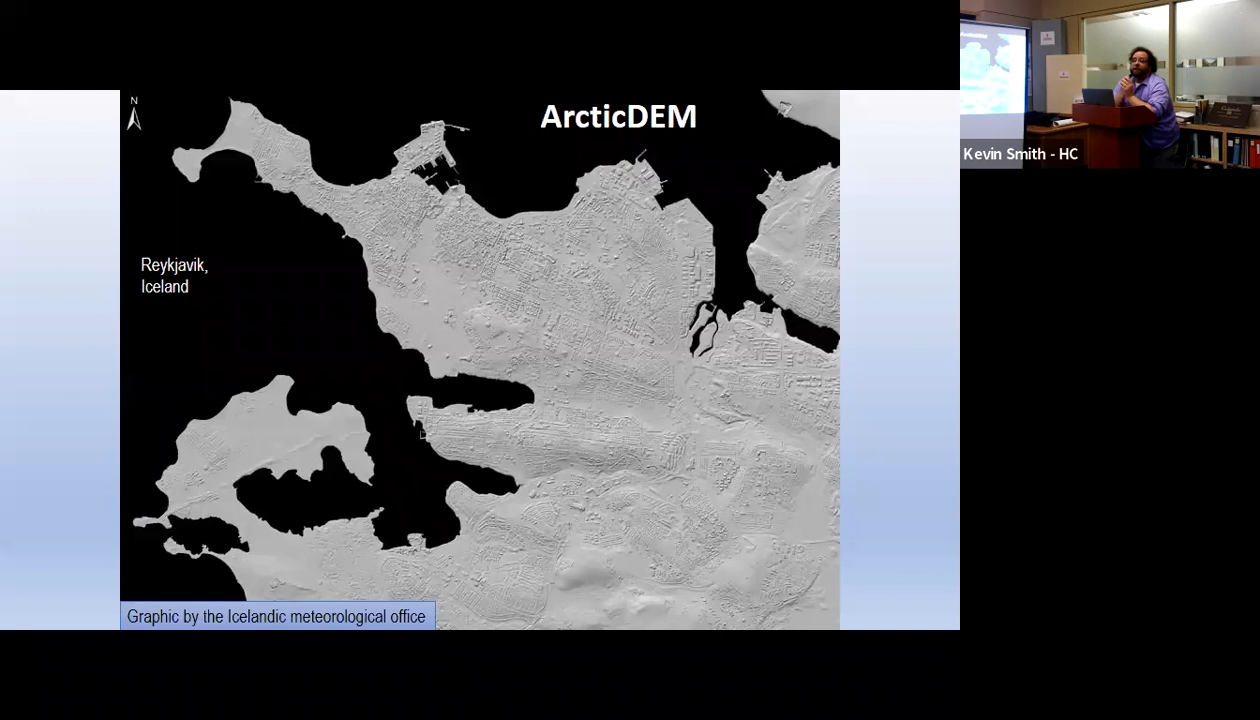 N
ArcticDEM
Reykjavik,
Iceland
Graphic by the Icelandic meteorological office
Kevin Smith - HC